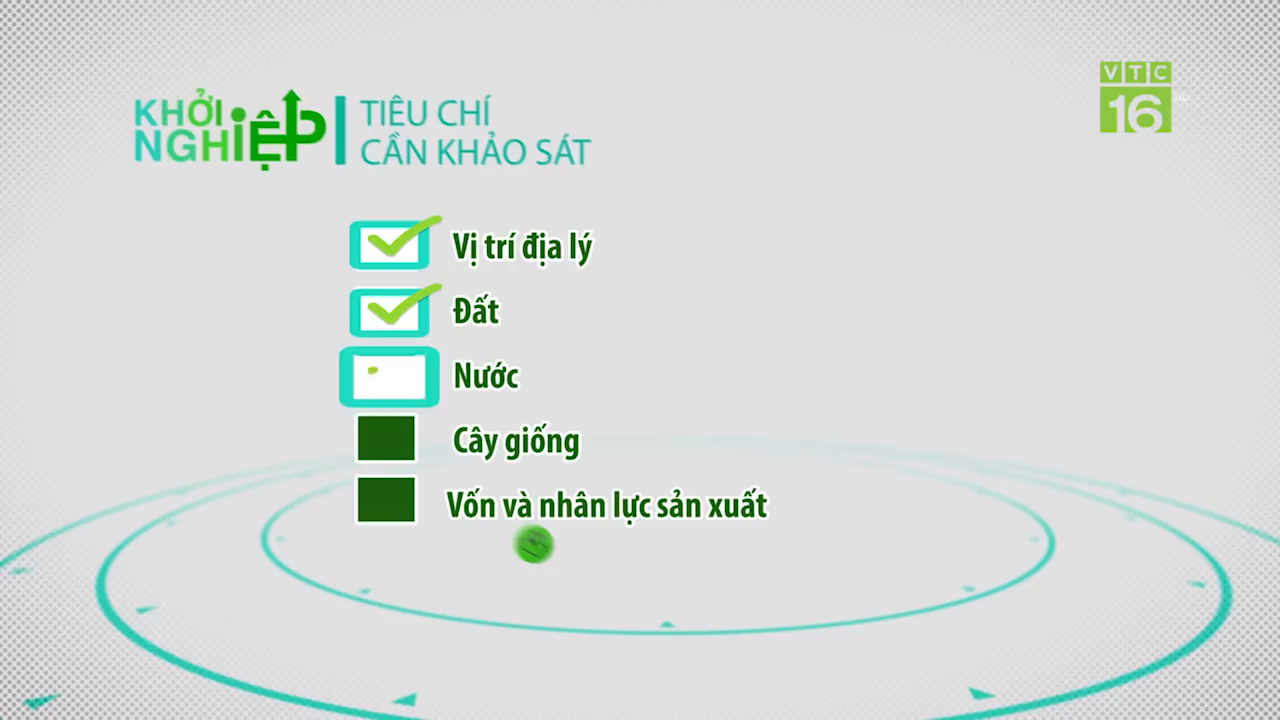 KHỞI NGHIỆP
TIÊU CHÍ
CẦN KHẢO SÁT
VTC
16
Vị trí địa lý
Đất
Nước
Cây giống
Vốn và nhân lực sản xuất